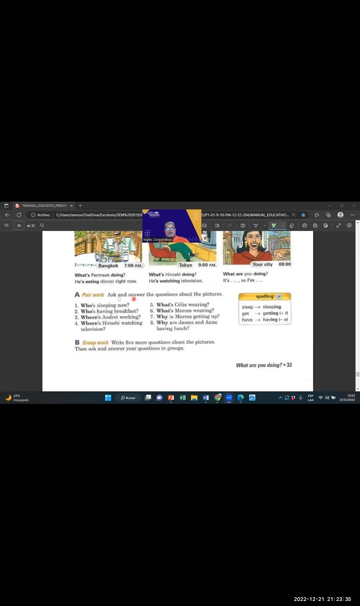 Bangkok 7:00 P.M.
Tokyo 9:00 P.M.
Your city 00:00
What's Permsak doing?
He's eating dinner right now.
What's Hiroshi doing?
He's watching television.
What are you doing?
It's . . . , so I'm . . .
A Pair work Ask and answer the questions about the pictures.
1. Who's sleeping now?
2. Who's having breakfast?
3. Where's Andrei working?
4. Where's Hiroshi watching
television?
5. What's Célia wearing?
6. What's Marcos wearing?
7. Why is Marcos getting up?
8. Why are James and Anne
having lunch?
spelling
sleep → sleeping
get → getting (+ t)
have → having (– e)
B Group work Write five more questions about the pictures.
Then ask and answer your questions in groups.
What are you doing? • 33
Buscar
2022-12-21 21:23:35